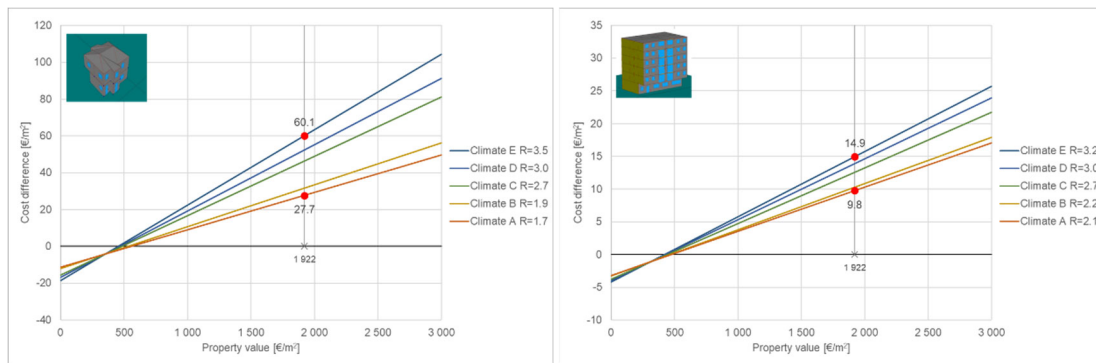 120
100
80
60
40
20
0
-20
-40
Cost difference [€/m²]
60.1
27.7
1 922
0
500
1 000
1 500
2 000
2 500
3 000
Property value [€/m²]
Climate E R=3.5
Climate D R=3.0
Climate C R=2.7
Climate B R=1.9
Climate A R=1.7
35
30
25
20
15
10
5
0
-5
-10
Cost difference [€/m²]
14.9
9.8
1 922
0
500
1 000
1 500
2 000
2 500
3 000
Property value [€/m²]
Climate E R=3.2
Climate D R=3.0
Climate C R=2.7
Climate B R=2.2
Climate A R=2.1